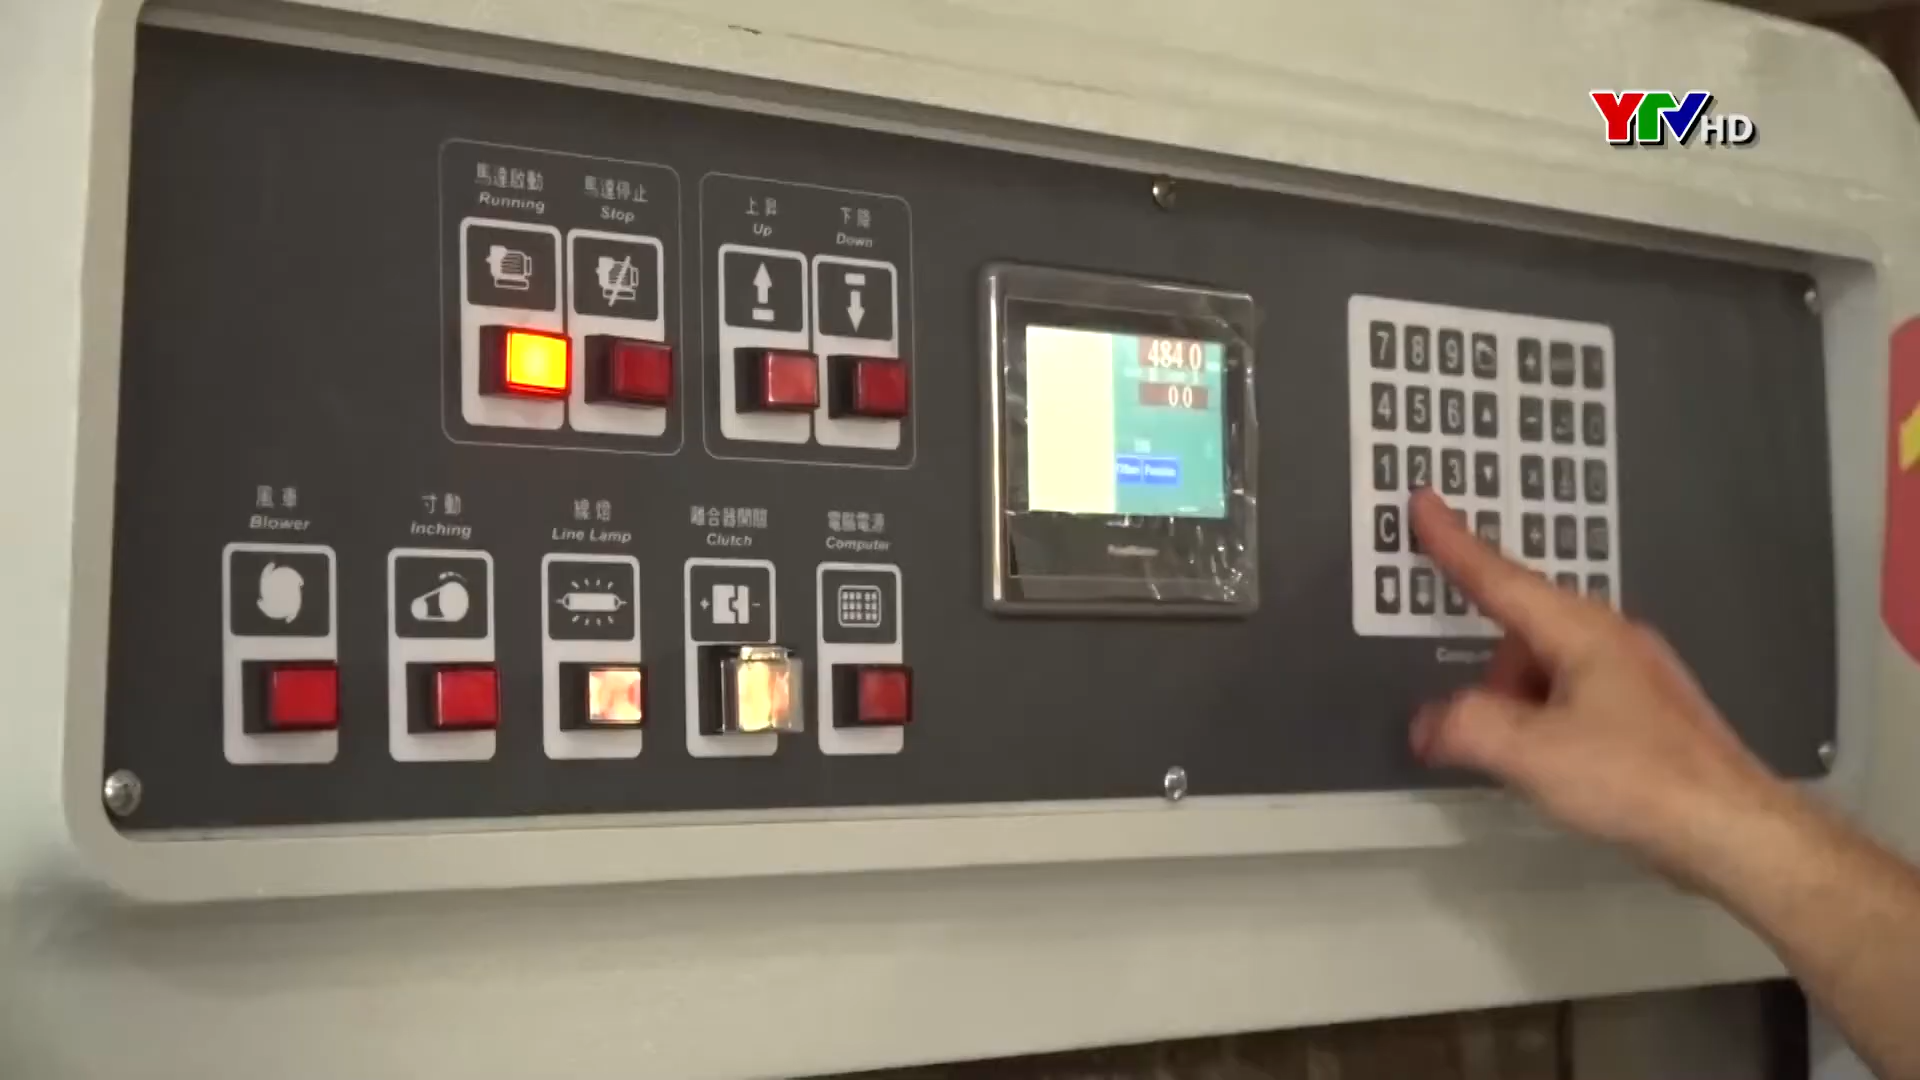 YTV HD
馬達啟動 馬達停止
Running Stop
上昇 下降
Up Down
484.0
0.0
7 8 9 +
4 5 6 -
1 2 3 x
C ÷
風車 寸動 線燈 離合器開關 電腦電源
Blower Inching Line Lamp Clutch Computer